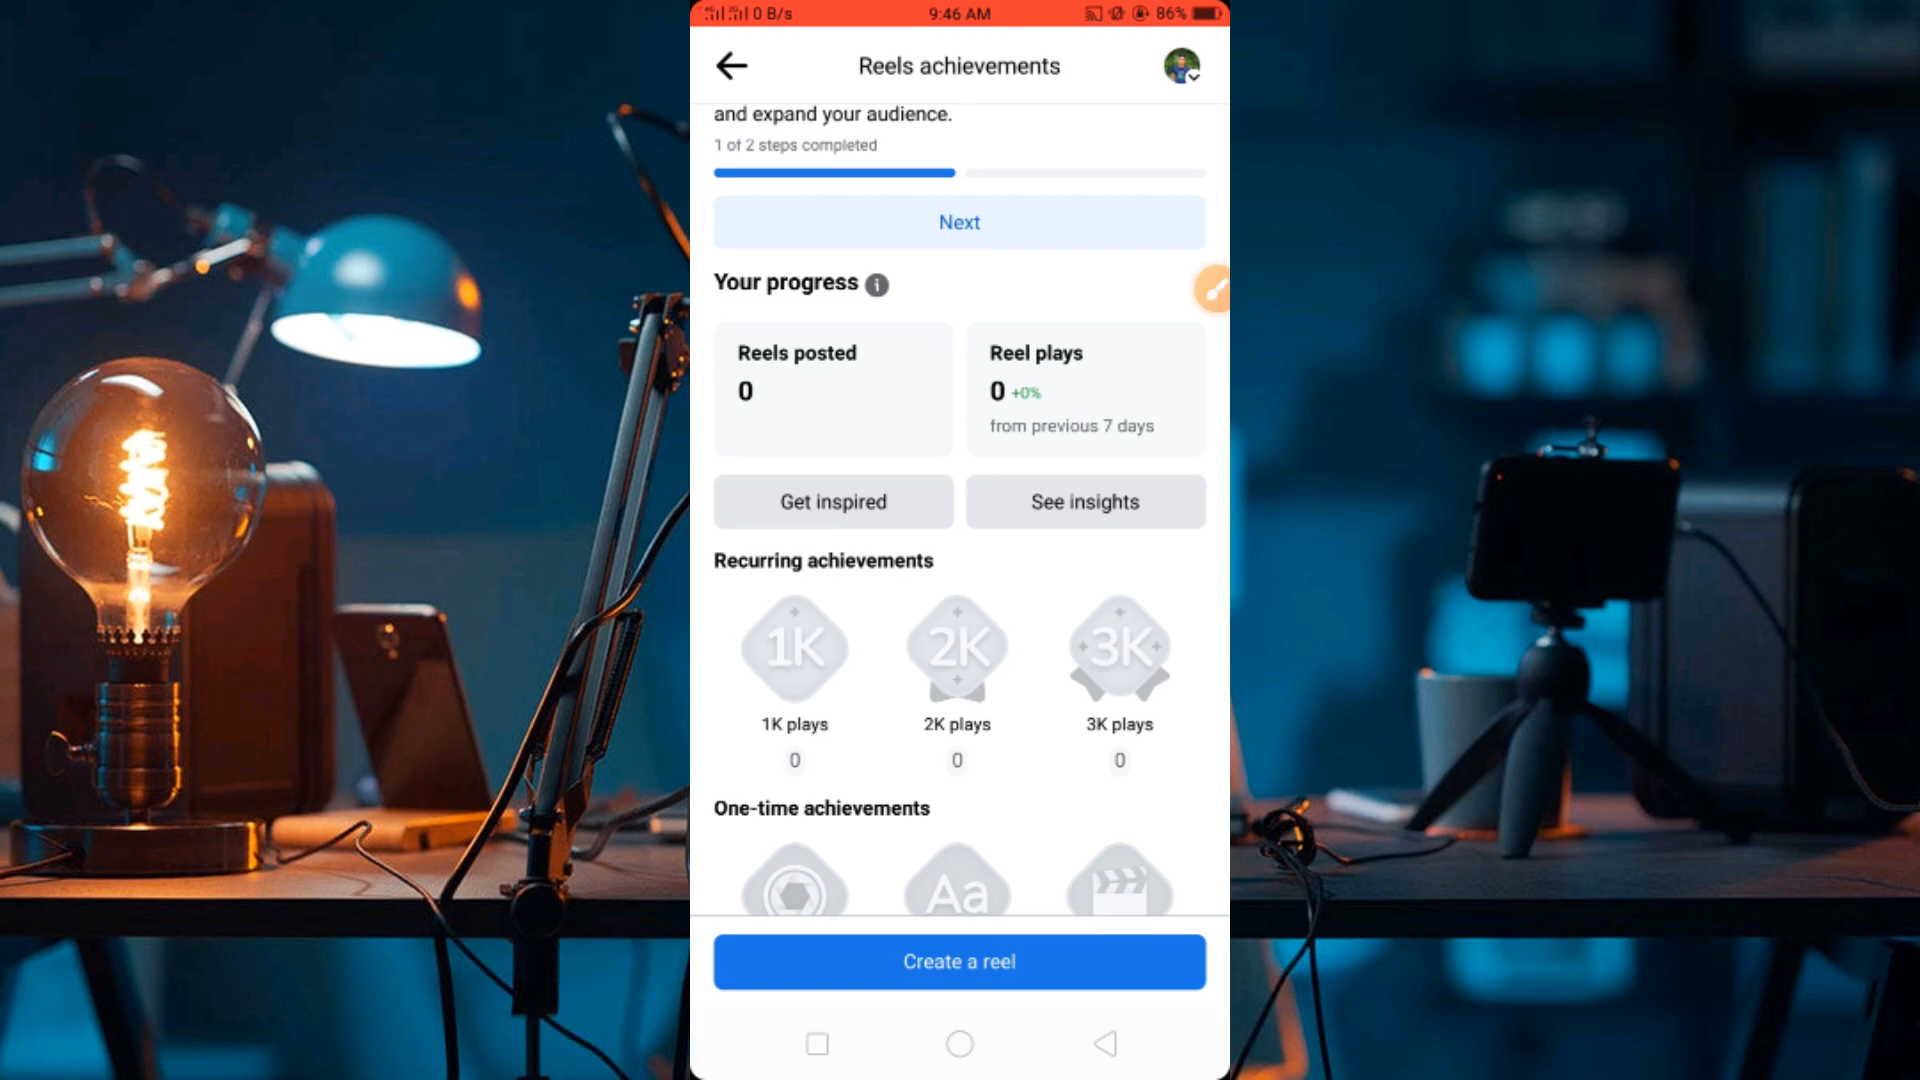 0 B/s 9:46 AM 86%
Reels achievements
and expand your audience.
1 of 2 steps completed
Next
Your progress
Reels posted
0
Reel plays
0 +0%
from previous 7 days
Get inspired
See insights
Recurring achievements
1K 2K 3K
1K plays 2K plays 3K plays
0 0 0
One-time achievements
Aa
Create a reel